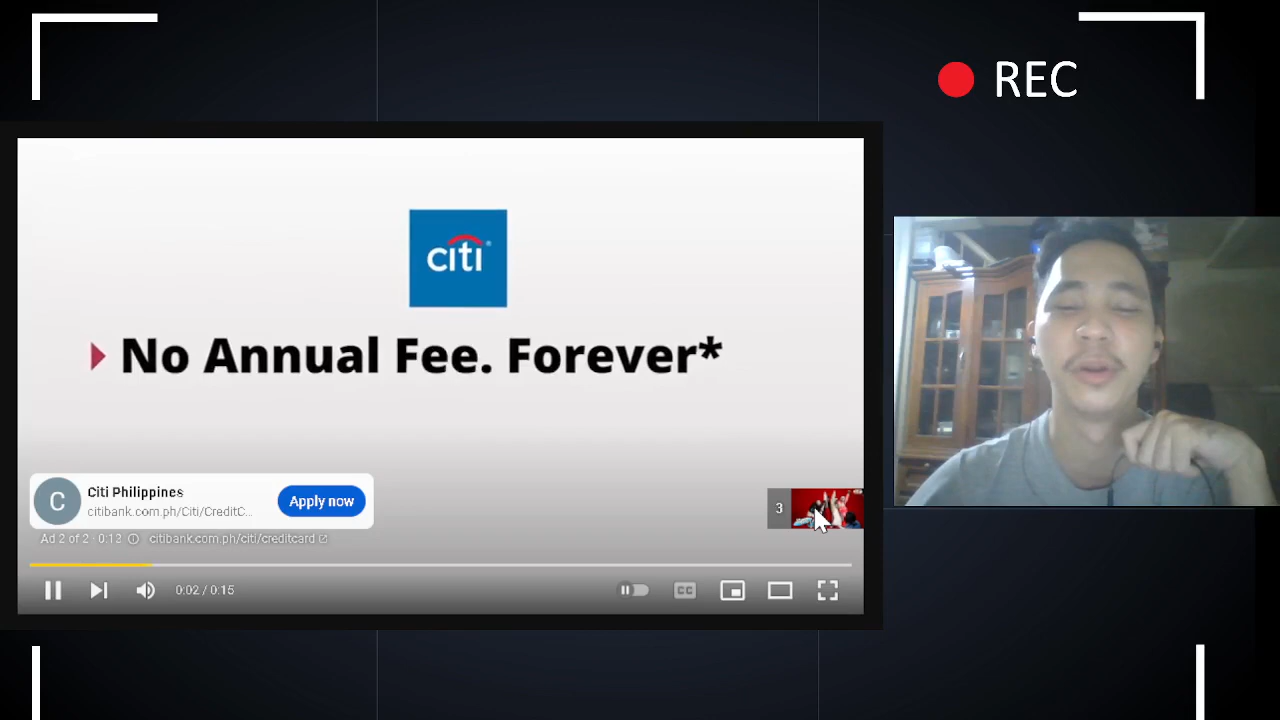 REC
citi®
No Annual Fee. Forever*
C
Citi Philippines
citibank.com.ph/Citi/CreditC...
Apply now
3
Ad 2 of 2 · 0:13
citibank.com.ph/citi/creditcard
0:02 / 0:15
CC